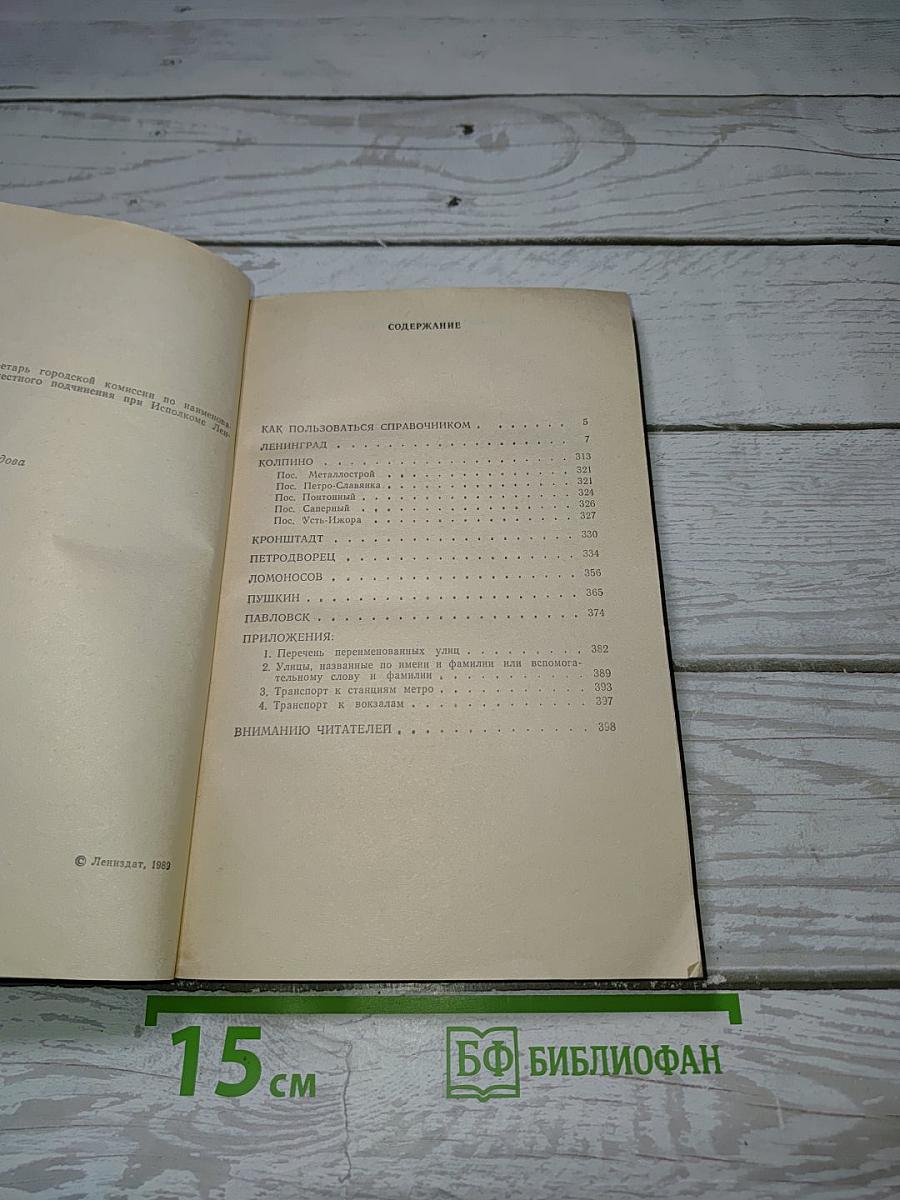 етарь городской комиссии по наименова-
естного подчинения при Исполкоме Лен-
дова
© Лениздат, 1989
СОДЕРЖАНИЕ
КАК ПОЛЬЗОВАТЬСЯ СПРАВОЧНИКОМ . . . . . . . 5
ЛЕНИНГРАД . . . . . . . . . . . . . . . . 7
КОЛПИНО . . . . . . . . . . . . . . . . 313
Пос. Металлострой . . . . . . . . . . . . 321
Пос. Петро-Славянка . . . . . . . . . . . 321
Пос. Понтонный . . . . . . . . . . . . . 324
Пос. Саперный . . . . . . . . . . . . . 326
Пос. Усть-Ижора . . . . . . . . . . . . 327
КРОНШТАДТ . . . . . . . . . . . . . . . 330
ПЕТРОДВОРЕЦ . . . . . . . . . . . . . . 334
ЛОМОНОСОВ . . . . . . . . . . . . . . . 356
ПУШКИН . . . . . . . . . . . . . . . . 365
ПАВЛОВСК . . . . . . . . . . . . . . . . 374
ПРИЛОЖЕНИЯ:
1. Перечень переименованных улиц . . . . . . . 382
2. Улицы, названные по имени и фамилии или вспомога-
тельному слову и фамилии . . . . . . . . . 389
3. Транспорт к станциям метро . . . . . . . . . 393
4. Транспорт к вокзалам . . . . . . . . . . . 397
ВНИМАНИЮ ЧИТАТЕЛЕЙ . . . . . . . . . . . . 398
15 см
БФ БИБЛИОФАН